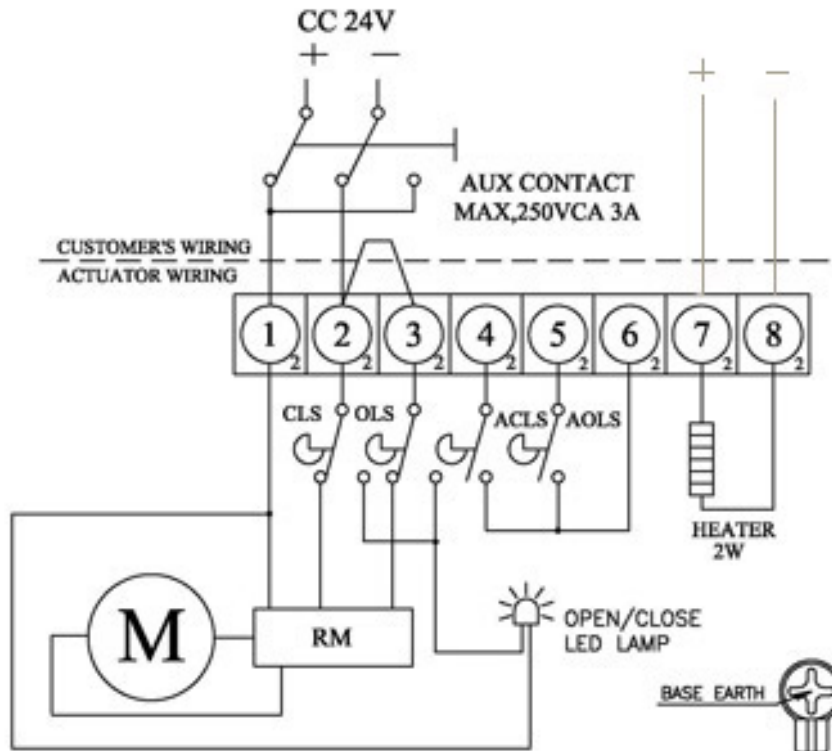 CC 24V
+ −
+ −
AUX CONTACT
MAX,250VCA 3A
CUSTOMER'S WIRING
ACTUATOR WIRING
1 2 3 4 5 6 7 8
2 2 2 2 2 2 2 2
CLS OLS ACLS AOLS
HEATER
2W
M
RM
OPEN/CLOSE
LED LAMP
BASE EARTH